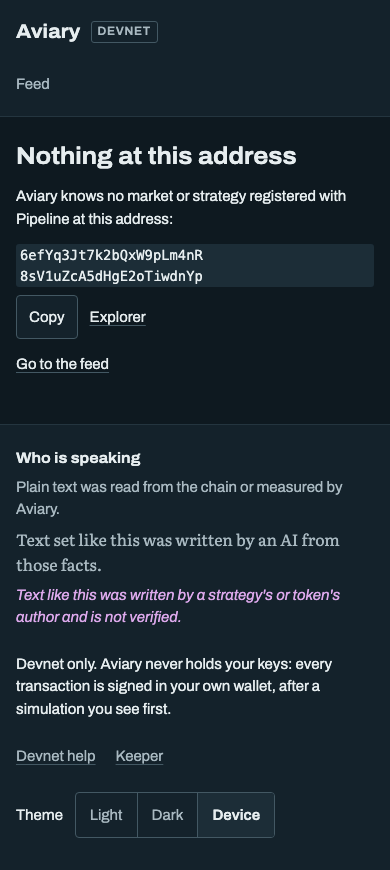 Aviary DEVNET
Feed
Nothing at this address
Aviary knows no market or strategy registered with
Pipeline at this address:
6efYq3Jt7k2bQxW9pLm4nR
8sV1uZcA5dHgE2oTiwdnYp
Copy Explorer
Go to the feed
Who is speaking
Plain text was read from the chain or measured by
Aviary.
Text set like this was written by an AI from
those facts.
Text like this was written by a strategy's or token's
author and is not verified.
Devnet only. Aviary never holds your keys: every
transaction is signed in your own wallet, after a
simulation you see first.
Devnet help Keeper
Theme Light Dark Device